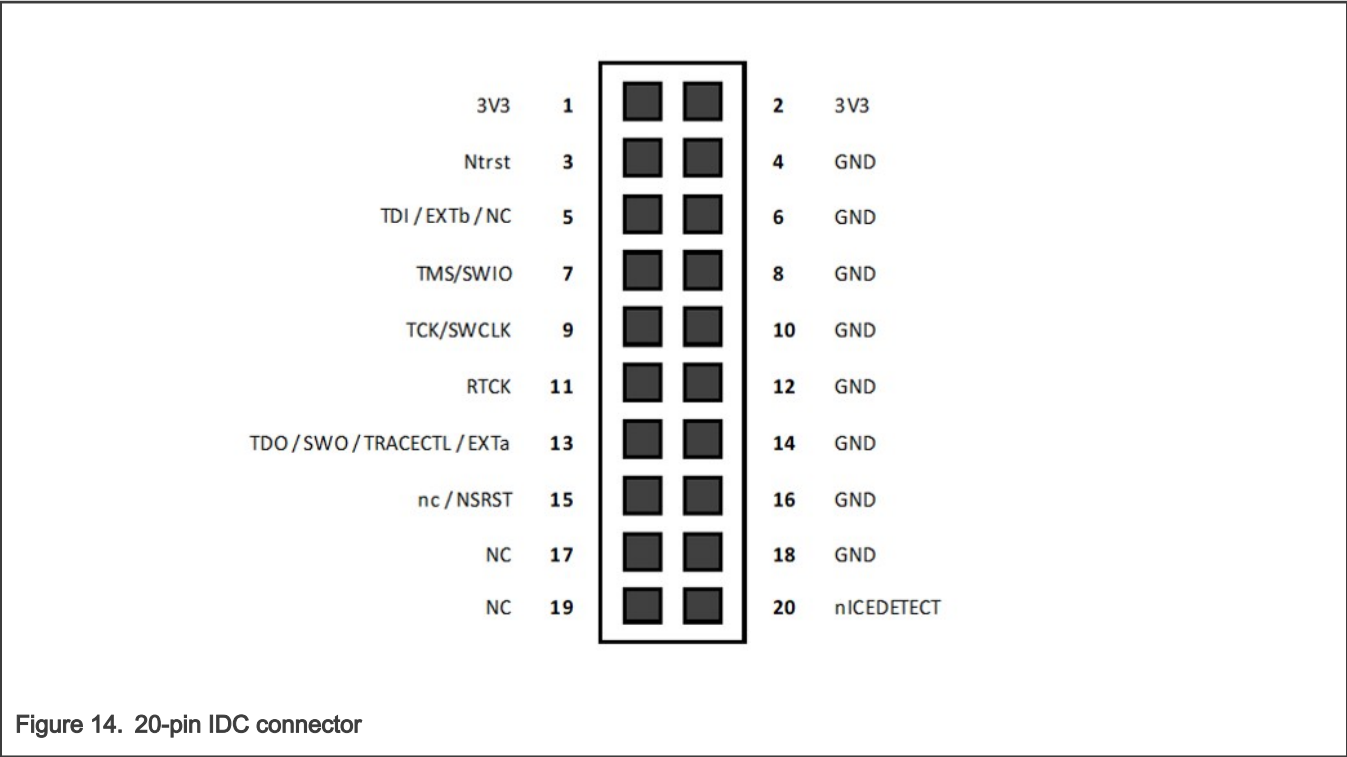 3V3 1 2 3V3
Ntrst 3 4 GND
TDI / EXTb / NC 5 6 GND
TMS/SWIO 7 8 GND
TCK/SWCLK 9 10 GND
RTCK 11 12 GND
TDO / SWO / TRACECTL / EXTa 13 14 GND
nc / NSRST 15 16 GND
NC 17 18 GND
NC 19 20 nICEDETECT
Figure 14. 20-pin IDC connector